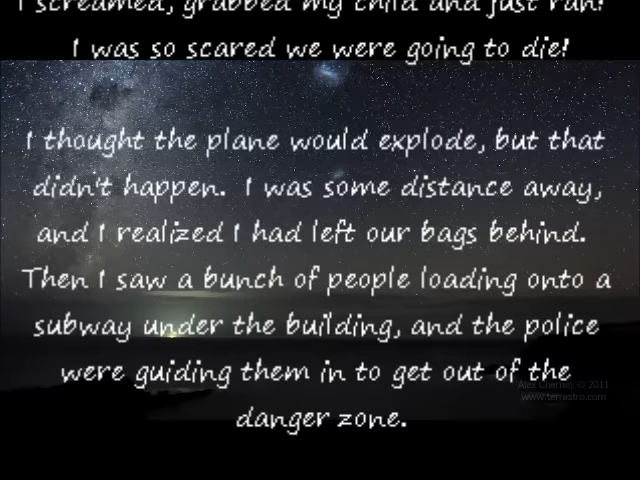 I screamed, grabbed my child and just ran!
I was so scared we were going to die!
I thought the plane would explode, but that
didn't happen. I was some distance away,
and I realized I had left our bags behind.
Then I saw a bunch of people loading onto a
subway under the building, and the police
were guiding them in to get out of the
danger zone.
Alex Cherney © 2011
www.terrastro.com